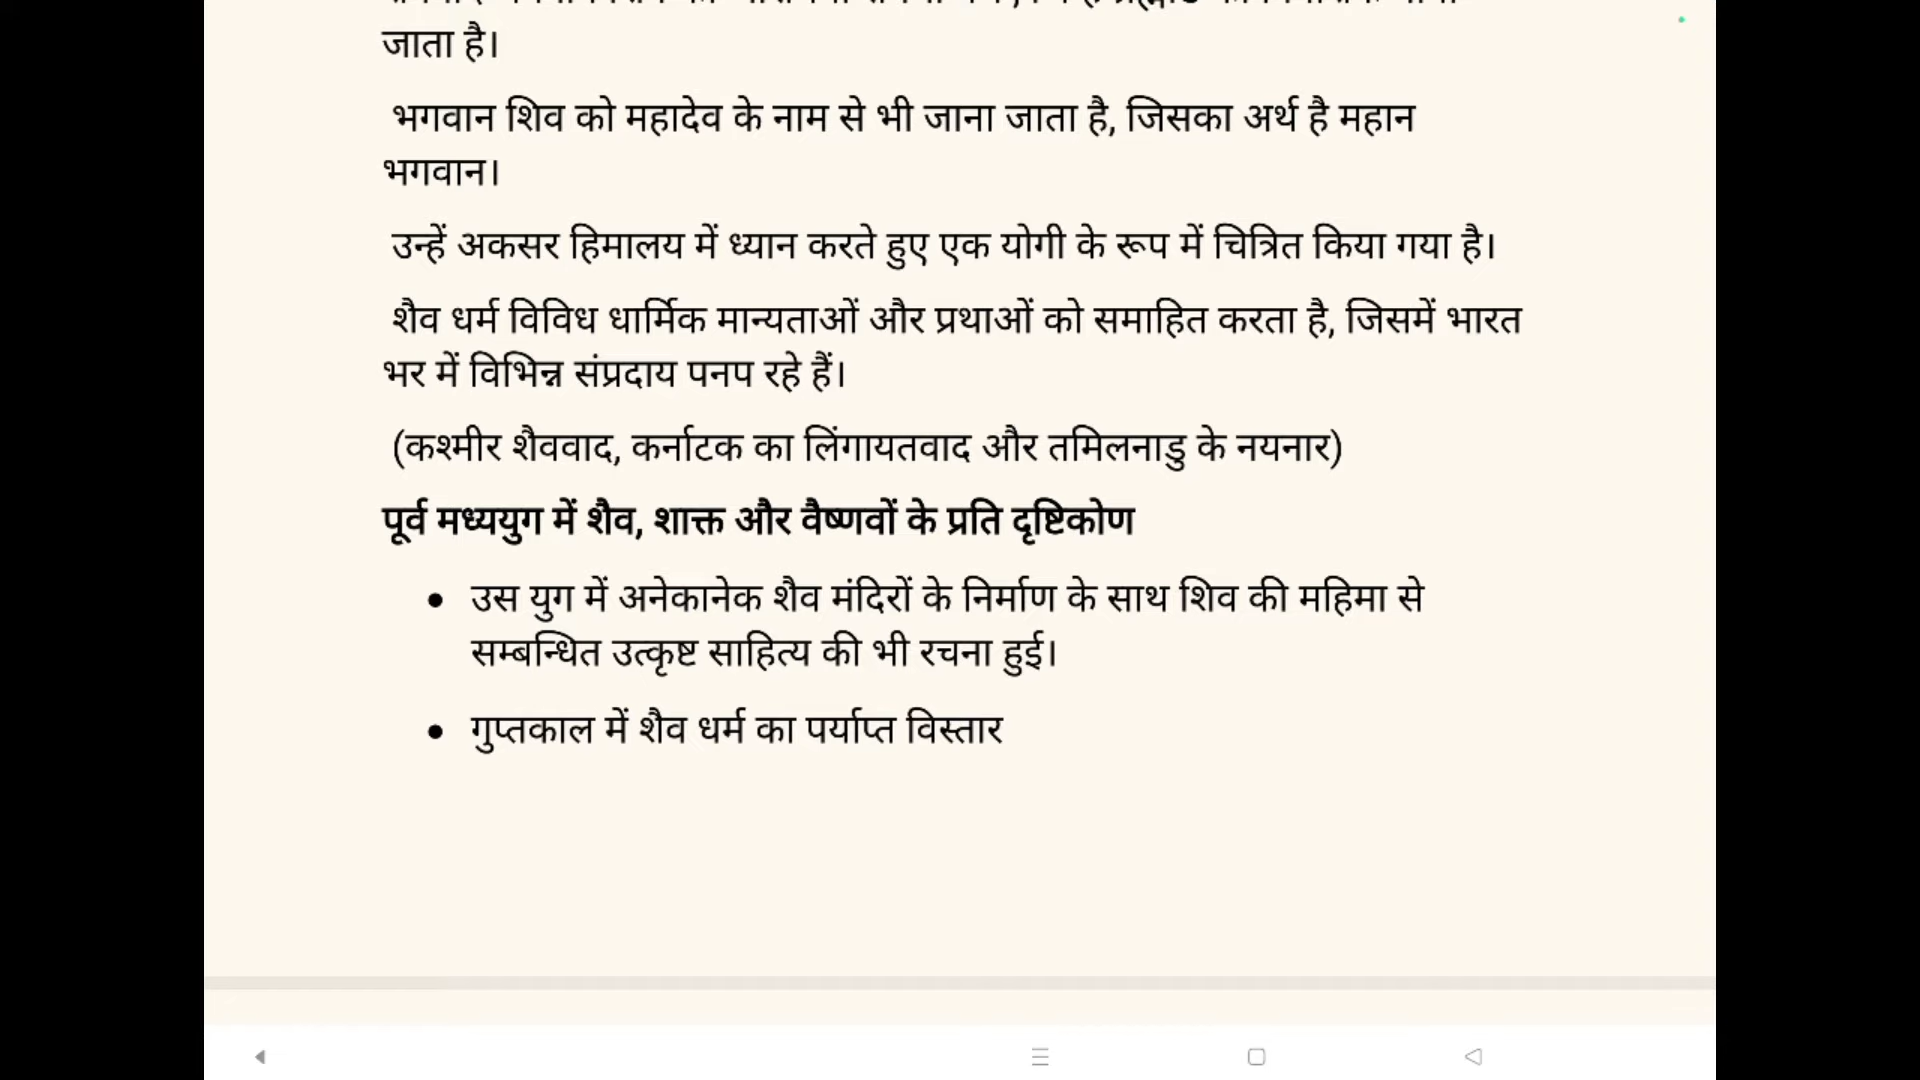 जाता है।
भगवान शिव को महादेव के नाम से भी जाना जाता है, जिसका अर्थ है महान
भगवान।
उन्हें अकसर हिमालय में ध्यान करते हुए एक योगी के रूप में चित्रित किया गया है।
शैव धर्म विविध धार्मिक मान्यताओं और प्रथाओं को समाहित करता है, जिसमें भारत
भर में विभिन्न संप्रदाय पनप रहे हैं।
(कश्मीर शैववाद, कर्नाटक का लिंगायतवाद और तमिलनाडु के नयनार)
पूर्व मध्ययुग में शैव, शाक्त और वैष्णवों के प्रति दृष्टिकोण
• उस युग में अनेकानेक शैव मंदिरों के निर्माण के साथ शिव की महिमा से
सम्बन्धित उत्कृष्ट साहित्य की भी रचना हुई।
• गुप्तकाल में शैव धर्म का पर्याप्त विस्तार